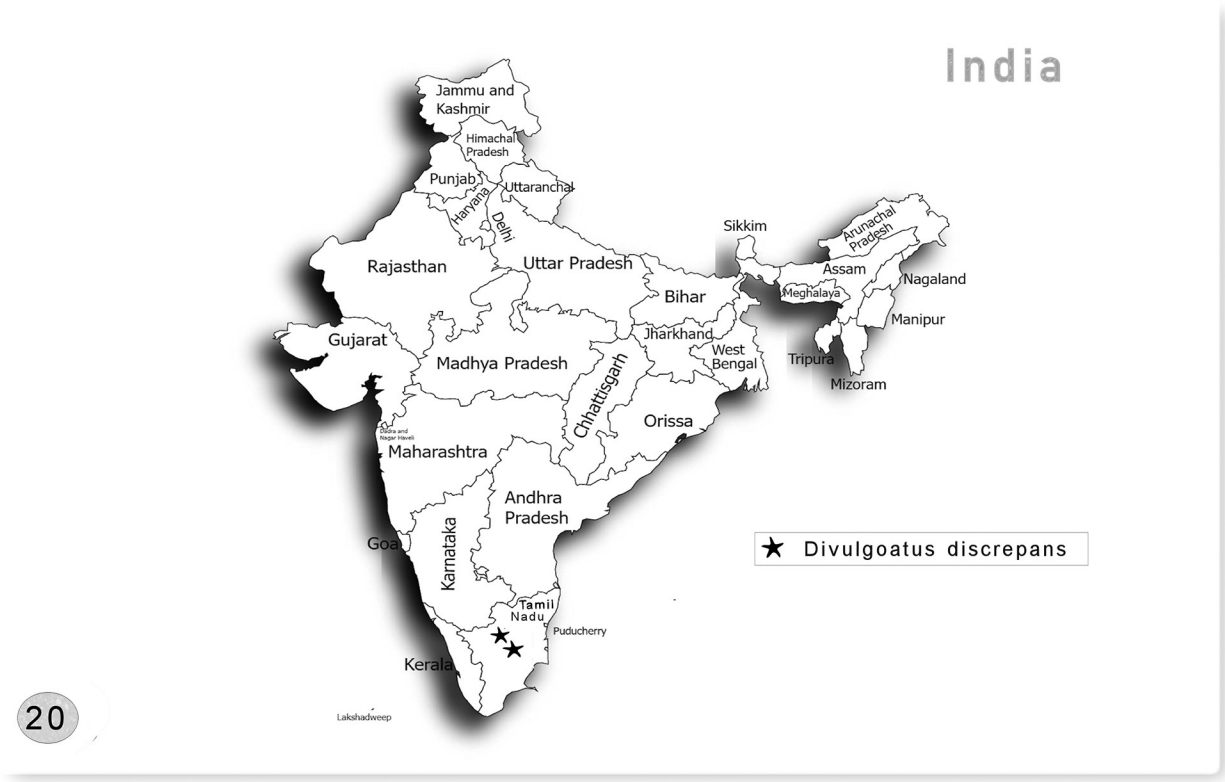 India
Jammu and
Kashmir
Himachal
Pradesh
Punjab
Uttaranchal
Haryana
Delhi
Rajasthan
Uttar Pradesh
Sikkim
Arunachal
Pradesh
Assam
Nagaland
Meghalaya
Bihar
Manipur
Gujarat
Jharkhand
Madhya Pradesh
West
Bengal
Tripura
Mizoram
Chhattisgarh
Orissa
Dadra and
Nagar Haveli
Maharashtra
Andhra
Pradesh
Goa
Karnataka
Divulgoatus discrepans
Tamil
Nadu
Puducherry
Kerala
Lakshadweep
20